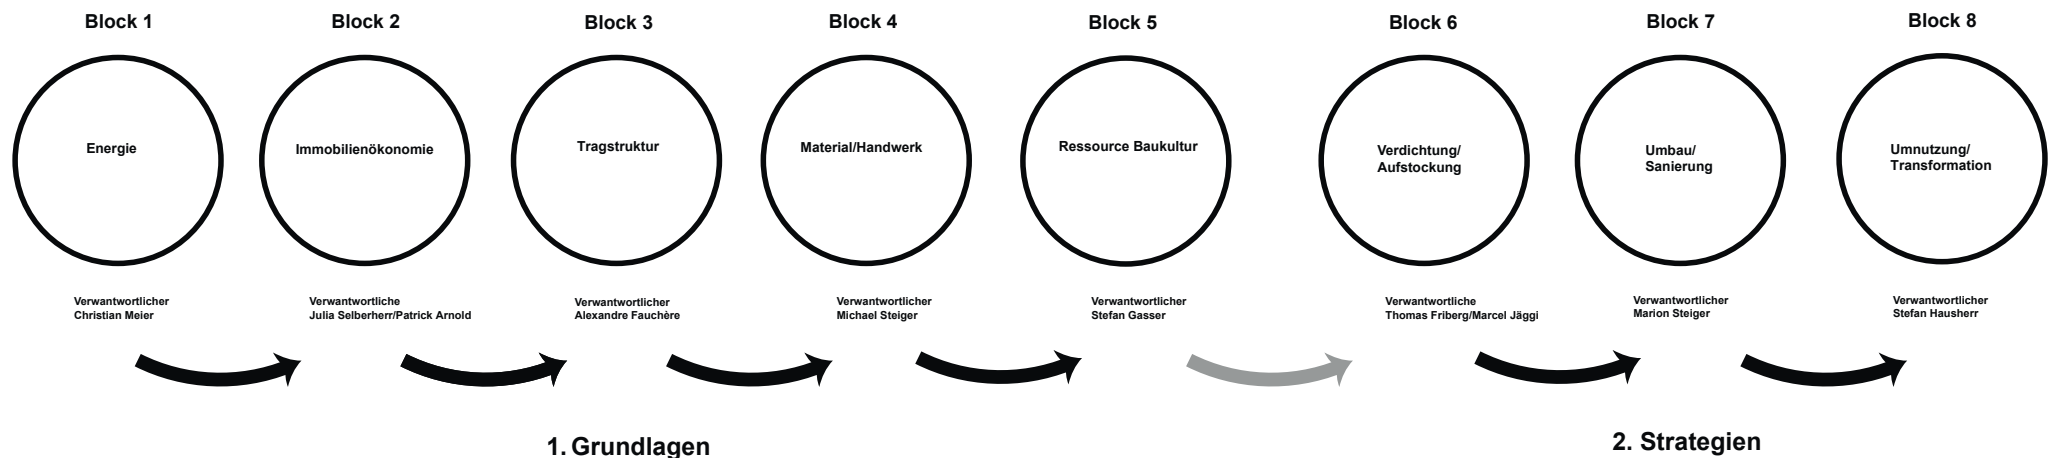 Block 1
Block 2
Block 3
Block 4
Block 5
Block 6
Block 7
Block 8
Energie
Immobilienökonomie
Tragstruktur
Material/Handwerk
Ressource Baukultur
Verdichtung/
Aufstockung
Umbau/
Sanierung
Umnutzung/
Transformation
Verwantwortlicher
Christian Meier
Verwantwortliche
Julia Selberherr/Patrick Arnold
Verwantwortlicher
Alexandre Fauchère
Verwantwortlicher
Michael Steiger
Verwantwortlicher
Stefan Gasser
Verwantwortliche
Thomas Friberg/Marcel Jäggi
Verwantwortlicher
Marion Steiger
Verwantwortlicher
Stefan Hausherr
1. Grundlagen
2. Strategien